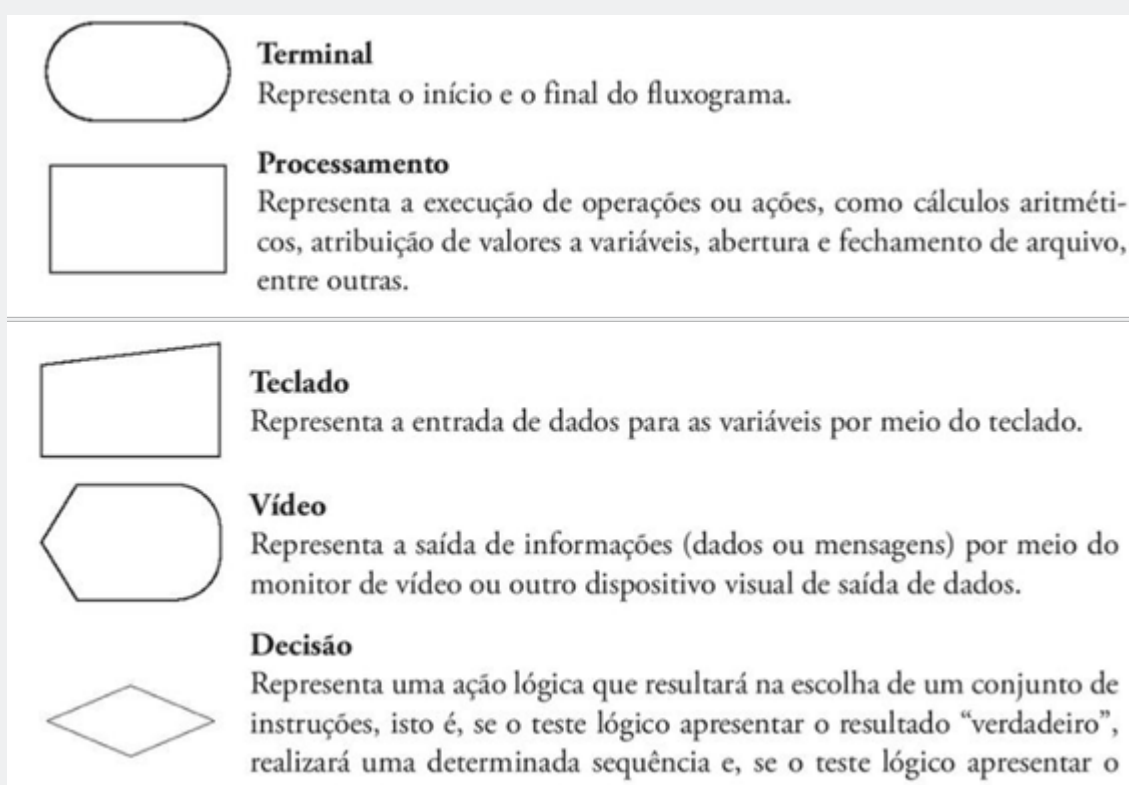 Terminal
Representa o início e o final do fluxograma.
Processamento
Representa a execução de operações ou ações, como cálculos aritméti-
cos, atribuição de valores a variáveis, abertura e fechamento de arquivo,
entre outras.
Teclado
Representa a entrada de dados para as variáveis por meio do teclado.
Vídeo
Representa a saída de informações (dados ou mensagens) por meio do
monitor de vídeo ou outro dispositivo visual de saída de dados.
Decisão
Representa uma ação lógica que resultará na escolha de um conjunto de
instruções, isto é, se o teste lógico apresentar o resultado “verdadeiro”,
realizará uma determinada sequência e, se o teste lógico apresentar o